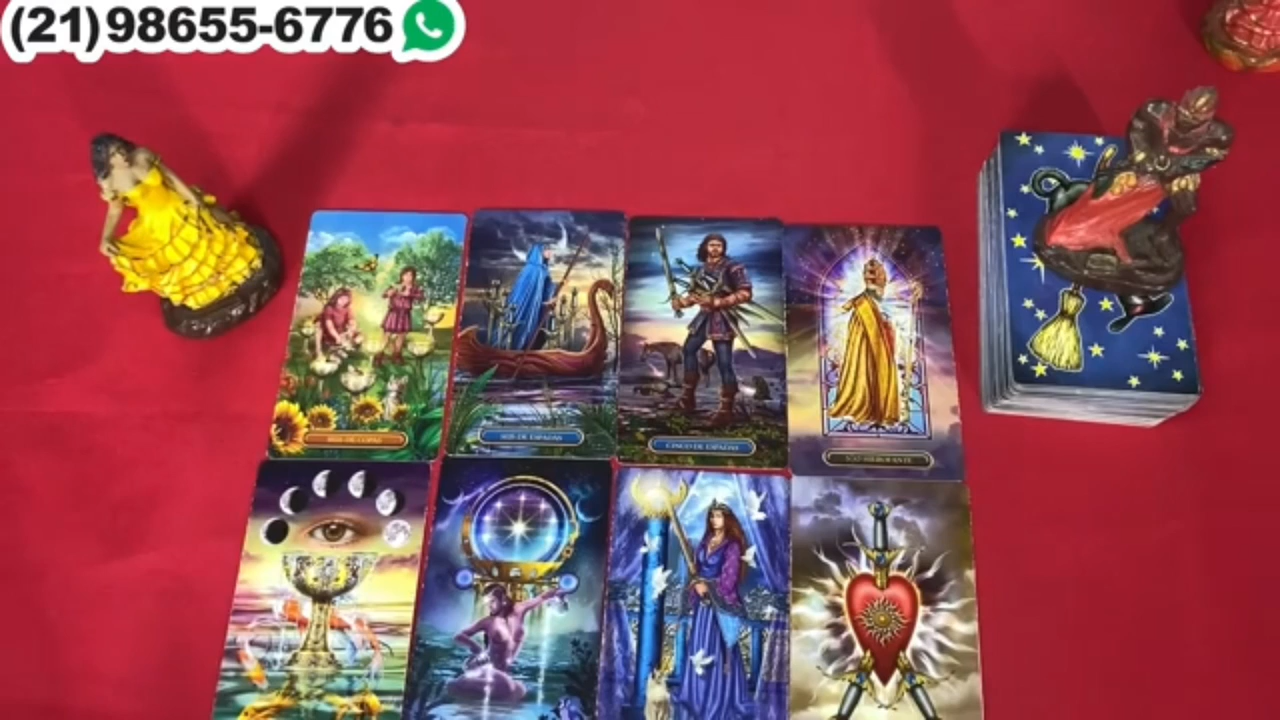 (21)98655-6776
SEIS DE COPAS
SEIS DE ESPADAS
CINCO DE ESPADAS